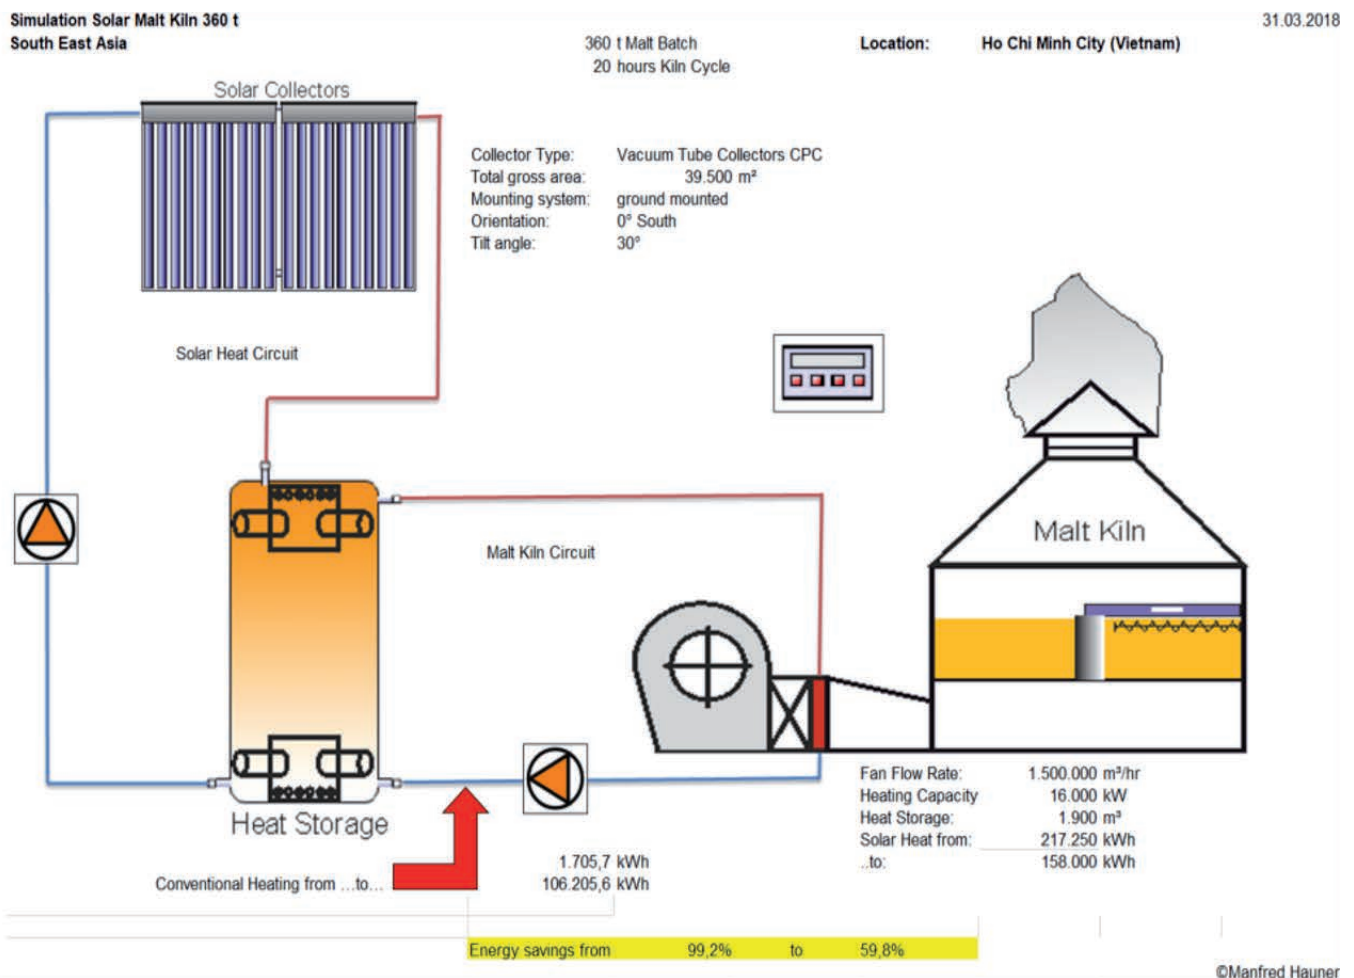 Simulation Solar Malt Kiln 360 t
31.03.2018
South East Asia
360 t Malt Batch
Location: Ho Chi Minh City (Vietnam)
20 hours Kiln Cycle
Solar Collectors
Collector Type: Vacuum Tube Collectors CPC
Total gross area: 39.500 m²
Mounting system: ground mounted
Orientation: 0° South
Tilt angle: 30°
Solar Heat Circuit
Malt Kiln
Malt Kiln Circuit
Fan Flow Rate: 1.500.000 m³/hr
Heating Capacity 16.000 kW
Heat Storage: 1.900 m³
Solar Heat from: 217.250 kWh
..to: 158.000 kWh
Heat Storage
1.705,7 kWh
Conventional Heating from ...to... 106.205,6 kWh
Energy savings from 99,2% to 59,8%
©Manfred Hauner